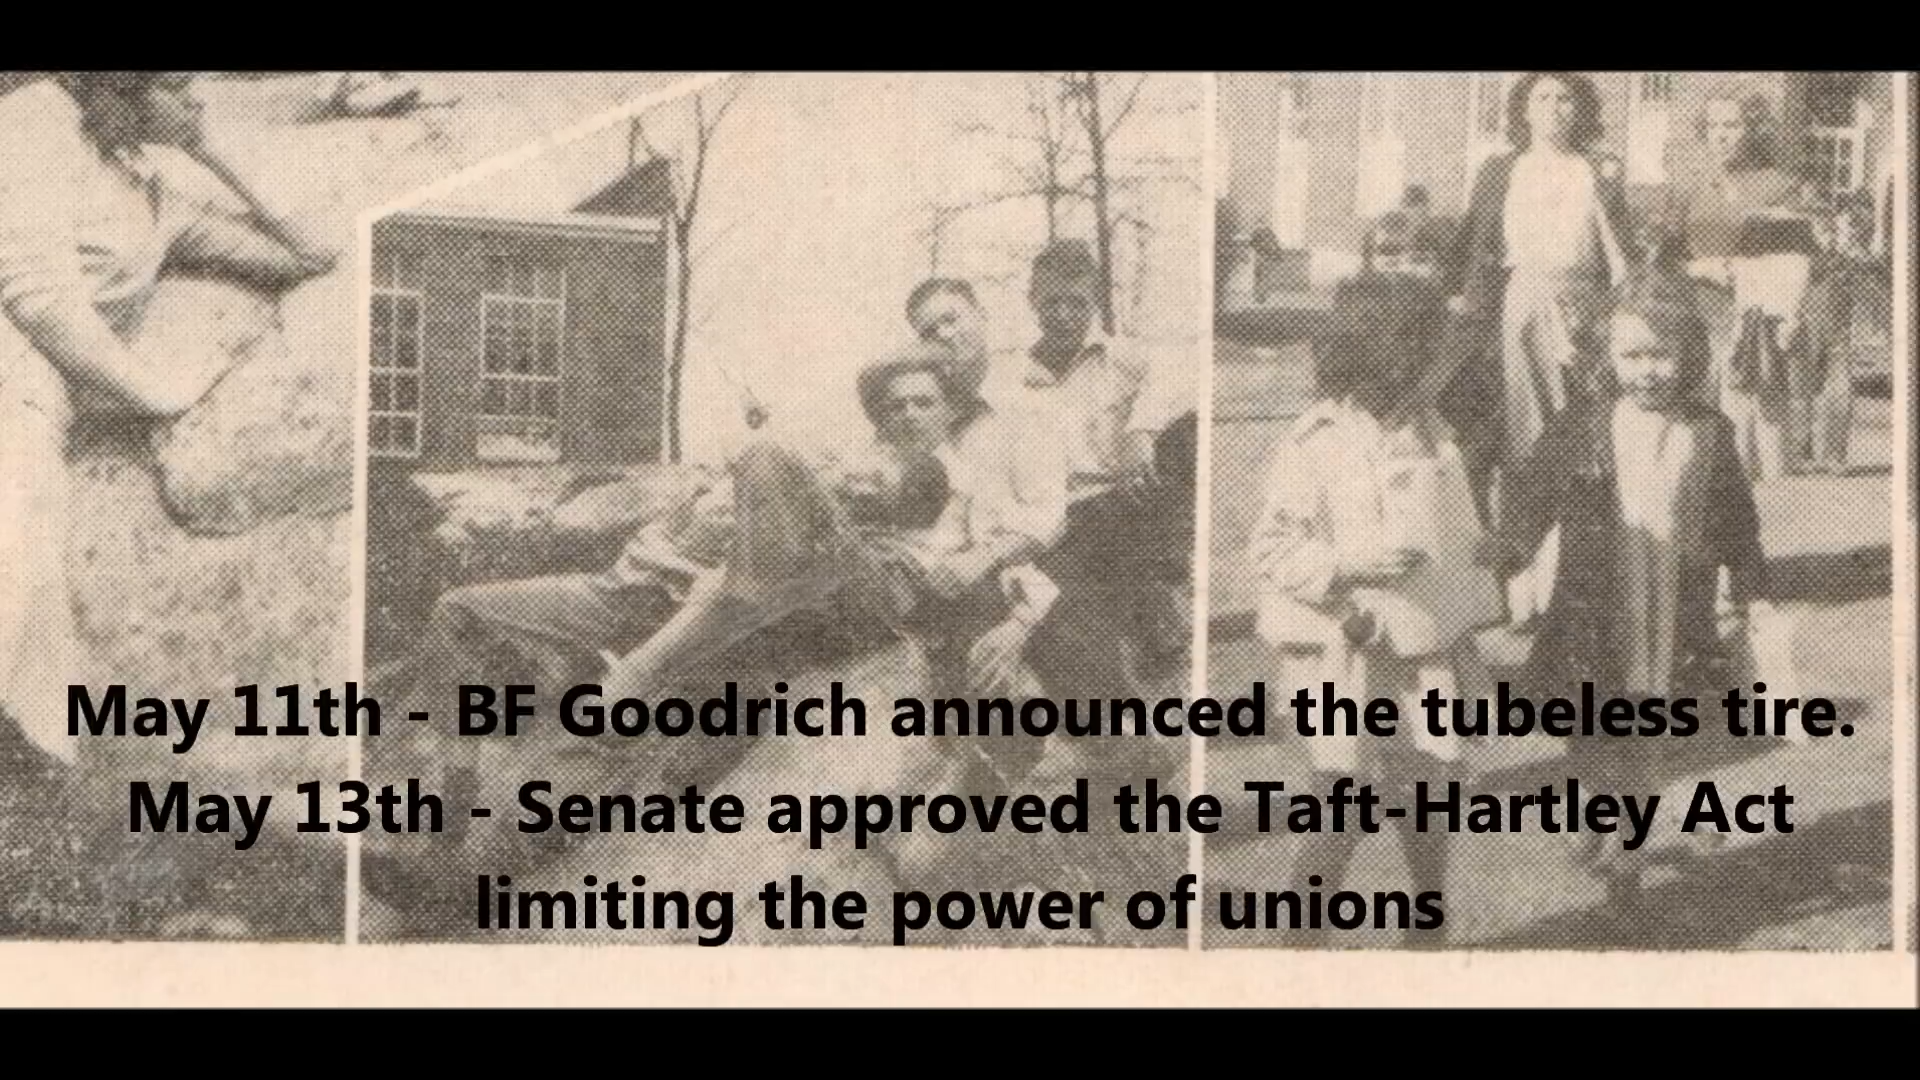 May 11th - BF Goodrich announced the tubeless tire.
May 13th - Senate approved the Taft-Hartley Act
limiting the power of unions